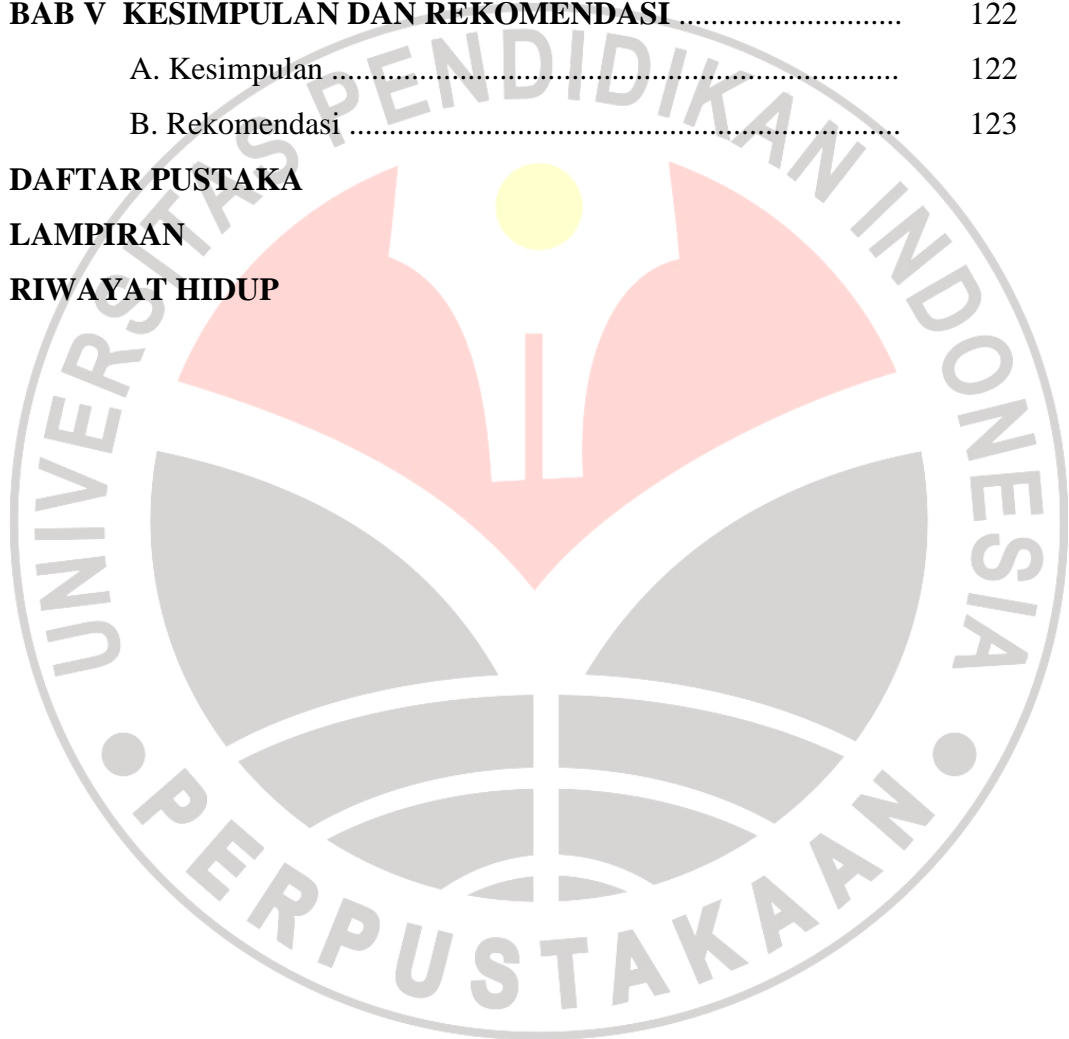 BAB V KESIMPULAN DAN REKOMENDASI ........................... 122
A. Kesimpulan ...................................................................... 122
B. Rekomendasi .................................................................... 123
DAFTAR PUSTAKA
LAMPIRAN
RIWAYAT HIDUP
UNIVERSITAS PENDIDIKAN INDONESIA
PERPUSTAKAAN